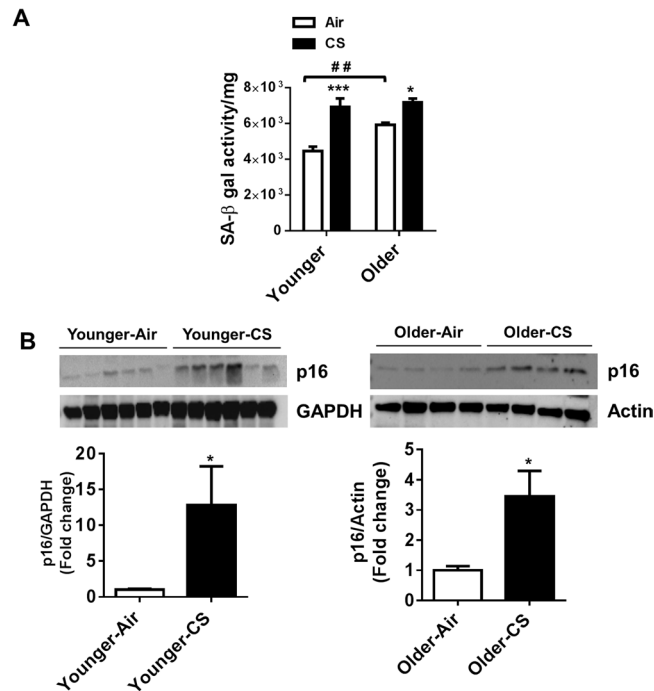 A
Air
CS
##
*** *
SA-β gal activity/mg
8×10³
6×10³
4×10³
2×10³
0
Younger Older
B
Younger-Air Younger-CS
p16
GAPDH
Older-Air Older-CS
p16
Actin
p16/GAPDH
(Fold change)
20
15
10
5
0
*
Younger-Air Younger-CS
p16/Actin
(Fold change)
5
4
3
2
1
0
*
Older-Air Older-CS